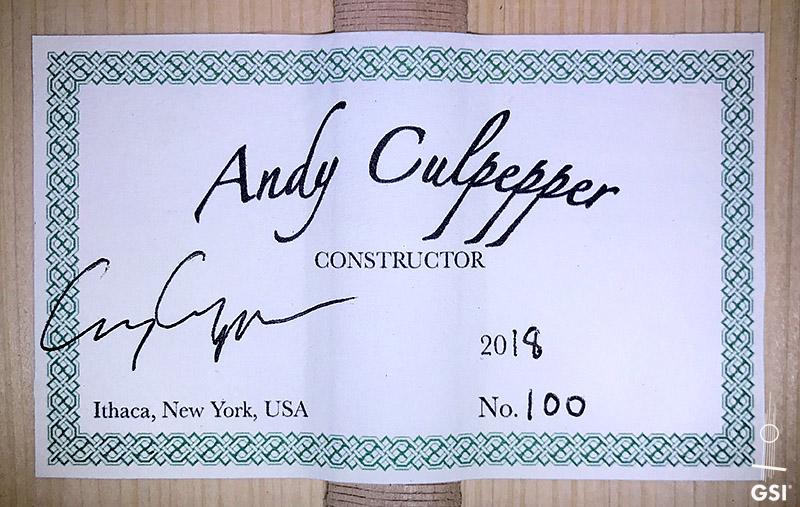 Andy Culpepper
CONSTRUCTOR
2018
Ithaca, New York, USA
No. 100
GSI